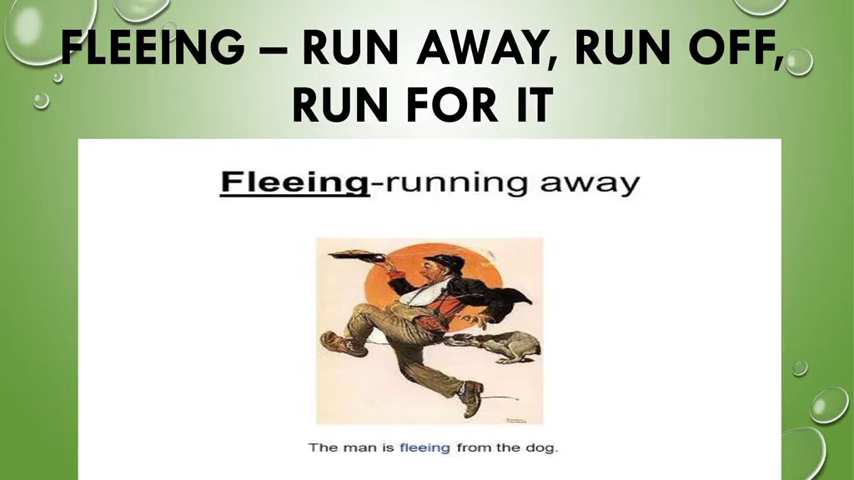 FLEEING – RUN AWAY, RUN OFF,
RUN FOR IT
Fleeing-running away
The man is fleeing from the dog.